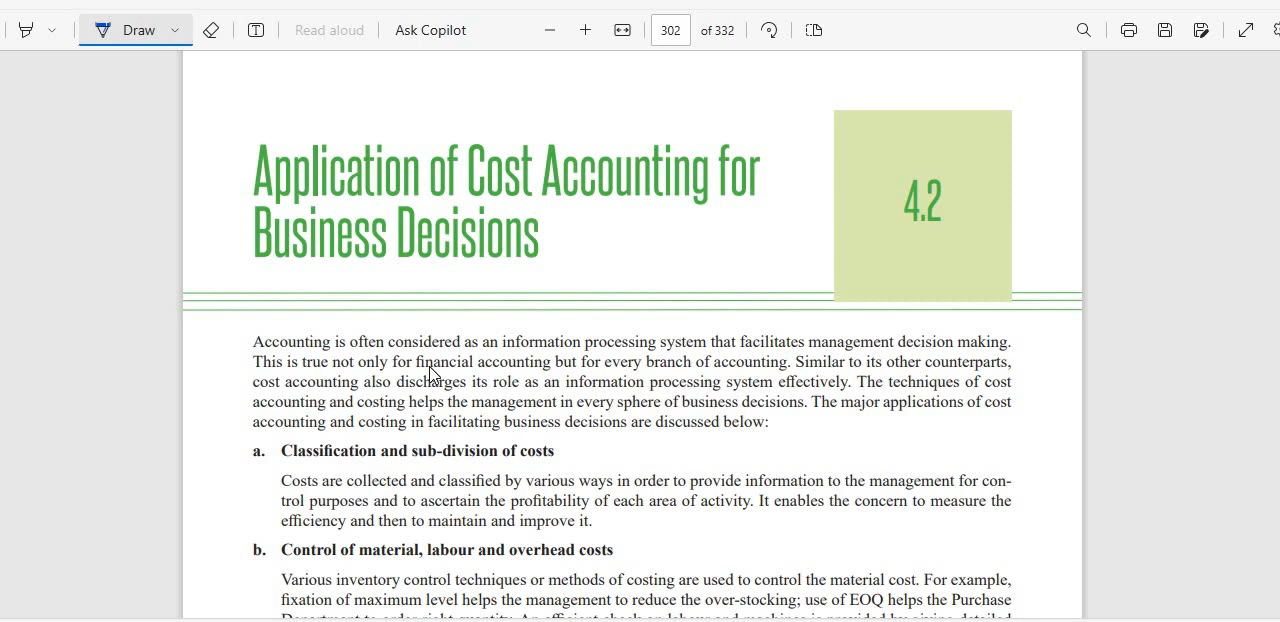 Draw
Read aloud
Ask Copilot
302
of 332
Application of Cost Accounting for
Business Decisions
4.2
Accounting is often considered as an information processing system that facilitates management decision making.
This is true not only for financial accounting but for every branch of accounting. Similar to its other counterparts,
cost accounting also discharges its role as an information processing system effectively. The techniques of cost
accounting and costing helps the management in every sphere of business decisions. The major applications of cost
accounting and costing in facilitating business decisions are discussed below:
a. Classification and sub-division of costs
Costs are collected and classified by various ways in order to provide information to the management for con-
trol purposes and to ascertain the profitability of each area of activity. It enables the concern to measure the
efficiency and then to maintain and improve it.
b. Control of material, labour and overhead costs
Various inventory control techniques or methods of costing are used to control the material cost. For example,
fixation of maximum level helps the management to reduce the over-stocking; use of EOQ helps the Purchase